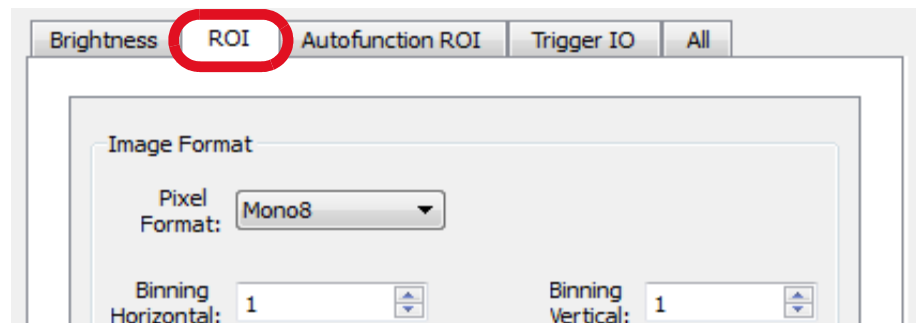 Brightness ROI Autofunction ROI Trigger IO All
Image Format
Pixel
Format: Mono8
Binning Binning
Horizontal: 1 Vertical: 1